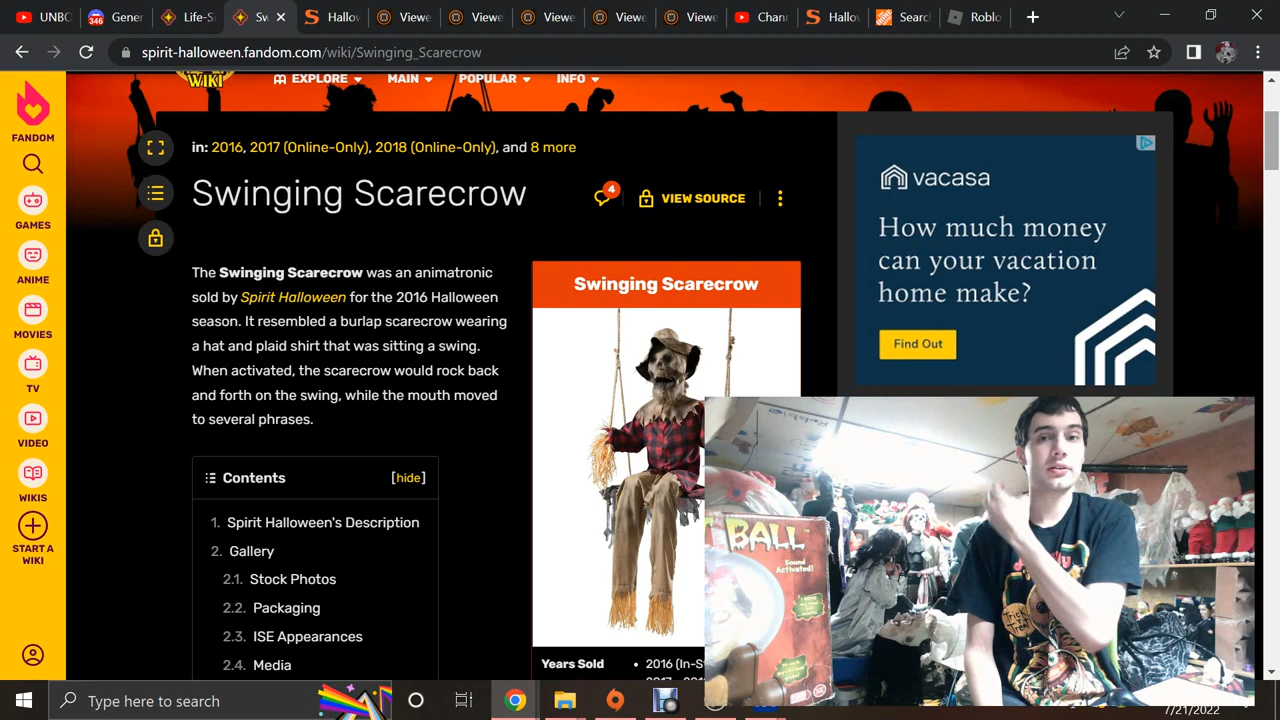 UNBC
346
Gener
Life-Si
Sw
Hallow
Viewe
Viewe
Viewe
Viewe
Viewe
Chann
Hallov
Search
Roblo
spirit-halloween.fandom.com/wiki/Swinging_Scarecrow
WIKI
EXPLORE
MAIN
POPULAR
INFO
FANDOM
GAMES
ANIME
MOVIES
TV
VIDEO
WIKIS
START A
WIKI
in: 2016, 2017 (Online-Only), 2018 (Online-Only), and 8 more
Swinging Scarecrow
4
VIEW SOURCE
The Swinging Scarecrow was an animatronic
sold by Spirit Halloween for the 2016 Halloween
season. It resembled a burlap scarecrow wearing
a hat and plaid shirt that was sitting a swing.
When activated, the scarecrow would rock back
and forth on the swing, while the mouth moved
to several phrases.
Contents [hide]
1. Spirit Halloween's Description
2. Gallery
2.1. Stock Photos
2.2. Packaging
2.3. ISE Appearances
2.4. Media
Swinging Scarecrow
Years Sold
• 2016 (In-S
vacasa
How much money
can your vacation
home make?
Find Out
BALL
Sound
Activated!
Type here to search
7/21/2022